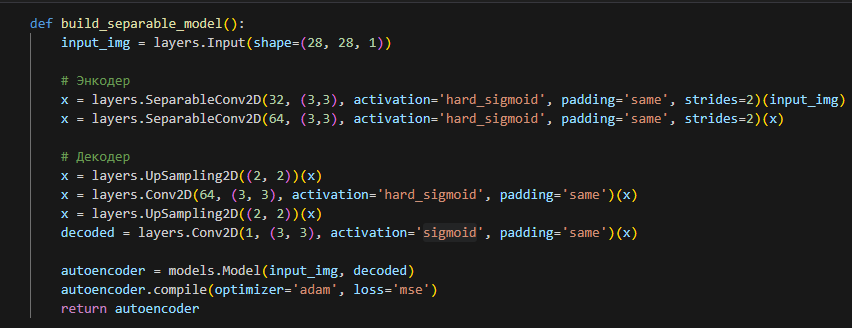 def build_separable_model():
    input_img = layers.Input(shape=(28, 28, 1))

    # Энкодер
    x = layers.SeparableConv2D(32, (3,3), activation='hard_sigmoid', padding='same', strides=2)(input_img)
    x = layers.SeparableConv2D(64, (3,3), activation='hard_sigmoid', padding='same', strides=2)(x)

    # Декодер
    x = layers.UpSampling2D((2, 2))(x)
    x = layers.Conv2D(64, (3, 3), activation='hard_sigmoid', padding='same')(x)
    x = layers.UpSampling2D((2, 2))(x)
    decoded = layers.Conv2D(1, (3, 3), activation='sigmoid', padding='same')(x)

    autoencoder = models.Model(input_img, decoded)
    autoencoder.compile(optimizer='adam', loss='mse')
    return autoencoder